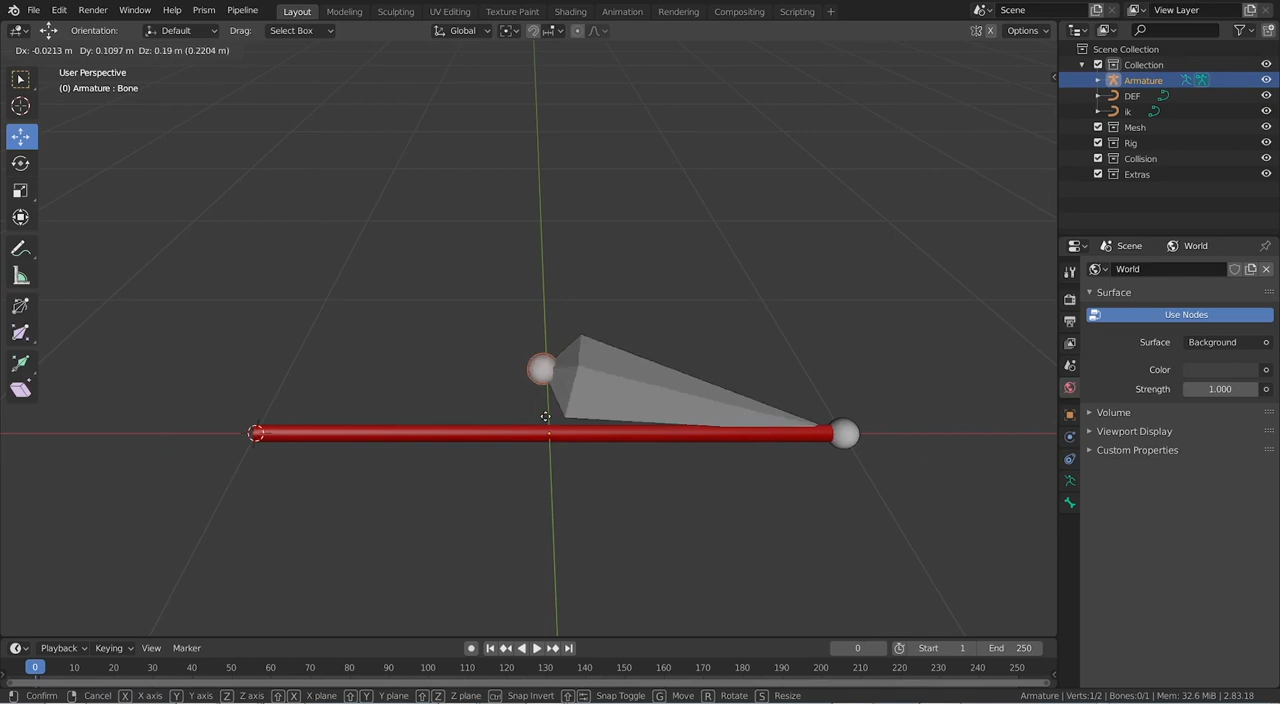 File Edit Render Window Help Prism Pipeline Layout Modeling Sculpting UV Editing Texture Paint Shading Animation Rendering Compositing Scripting + Scene View Layer
Orientation: Default Drag: Select Box Global X Options
Dx: -0.0213 m Dy: 0.1097 m Dz: 0.19 m (0.2204 m)
User Perspective
(0) Armature : Bone
Scene Collection
Collection
Armature
DEF
ik
Mesh
Rig
Collision
Extras
Scene World
World
Surface
Use Nodes
Surface: Background
Color
Strength 1.000
Volume
Viewport Display
Custom Properties
Playback Keying View Marker 0 Start 1 End 250
0 10 20 30 40 50 60 70 80 90 100 110 120 130 140 150 160 170 180 190 200 210 220 230 240 250
Confirm Cancel X X axis Y Y axis Z Z axis X X plane Y Y plane Z Z plane Ctrl Snap Invert Snap Toggle G Move R Rotate S Resize Armature | Verts:1/2 | Bones:0/1 | Mem: 32.6 MiB | 2.83.18